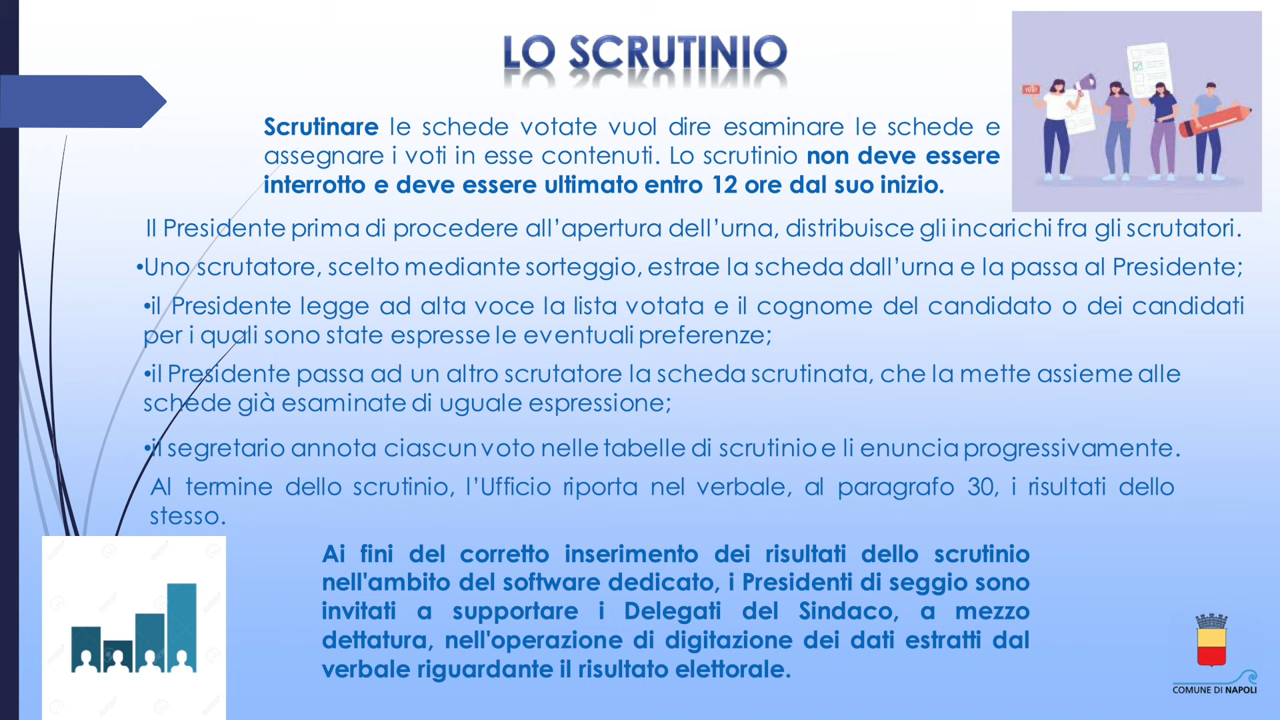 LO SCRUTINIO
VOTE!
Scrutinare le schede votate vuol dire esaminare le schede e
assegnare i voti in esse contenuti. Lo scrutinio non deve essere
interrotto e deve essere ultimato entro 12 ore dal suo inizio.
Il Presidente prima di procedere all’apertura dell’urna, distribuisce gli incarichi fra gli scrutatori.
•Uno scrutatore, scelto mediante sorteggio, estrae la scheda dall’urna e la passa al Presidente;
•il Presidente legge ad alta voce la lista votata e il cognome del candidato o dei candidati
per i quali sono state espresse le eventuali preferenze;
•il Presidente passa ad un altro scrutatore la scheda scrutinata, che la mette assieme alle
schede già esaminate di uguale espressione;
•il segretario annota ciascun voto nelle tabelle di scrutinio e li enuncia progressivamente.
Al termine dello scrutinio, l’Ufficio riporta nel verbale, al paragrafo 30, i risultati dello
stesso.
Ai fini del corretto inserimento dei risultati dello scrutinio
nell'ambito del software dedicato, i Presidenti di seggio sono
invitati a supportare i Delegati del Sindaco, a mezzo
dettatura, nell'operazione di digitazione dei dati estratti dal
verbale riguardante il risultato elettorale.
COMUNE DI NAPOLI